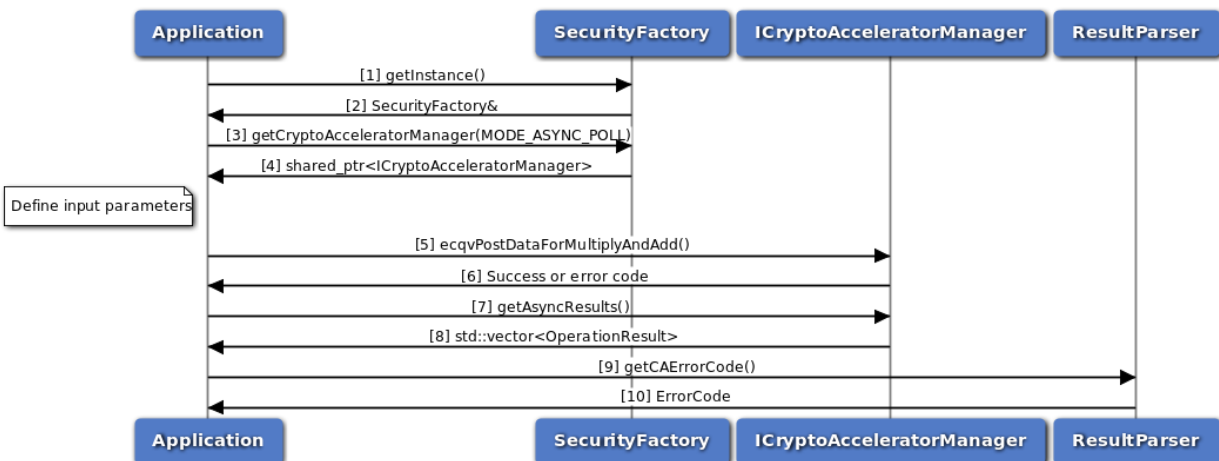 Application SecurityFactory ICryptoAcceleratorManager ResultParser
[1] getInstance()
[2] SecurityFactory&
[3] getCryptoAcceleratorManager(MODE_ASYNC_POLL)
[4] shared_ptr<ICryptoAcceleratorManager>
Define input parameters
[5] ecqvPostDataForMultiplyAndAdd()
[6] Success or error code
[7] getAsyncResults()
[8] std::vector<OperationResult>
[9] getCAErrorCode()
[10] ErrorCode
Application SecurityFactory ICryptoAcceleratorManager ResultParser